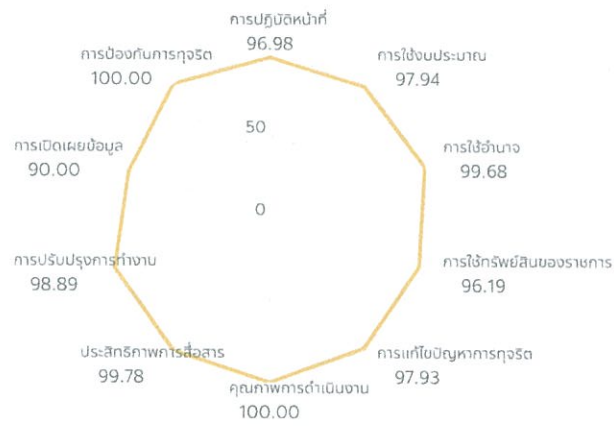 การปฏิบัติหน้าที่
96.98
การใช้งบประมาณ
97.94
การใช้อำนาจ
99.68
การใช้ทรัพย์สินของราชการ
96.19
การแก้ไขปัญหาการทุจริต
97.93
คุณภาพการดำเนินงาน
100.00
ประสิทธิภาพการสื่อสาร
99.78
การปรับปรุงการทำงาน
98.89
การเปิดเผยข้อมูล
90.00
การป้องกันการทุจริต
100.00
50
0